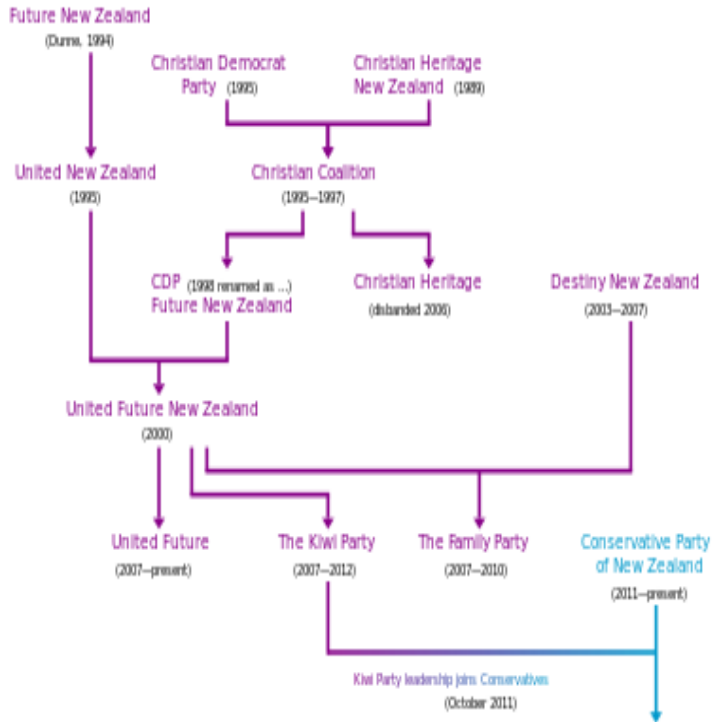 Future New Zealand
(Dunne, 1994)
Christian Democrat
Party (1995)
Christian Heritage
New Zealand (1989)
United New Zealand
(1995)
Christian Coalition
(1995—1997)
CDP (1998 renamed as ...)
Future New Zealand
Christian Heritage
(disbanded 2006)
Destiny New Zealand
(2003—2007)
United Future New Zealand
(2000)
United Future
(2007—present)
The Kiwi Party
(2007—2012)
The Family Party
(2007—2010)
Conservative Party
of New Zealand
(2011—present)
Kiwi Party leadership joins Conservatives
(October 2011)